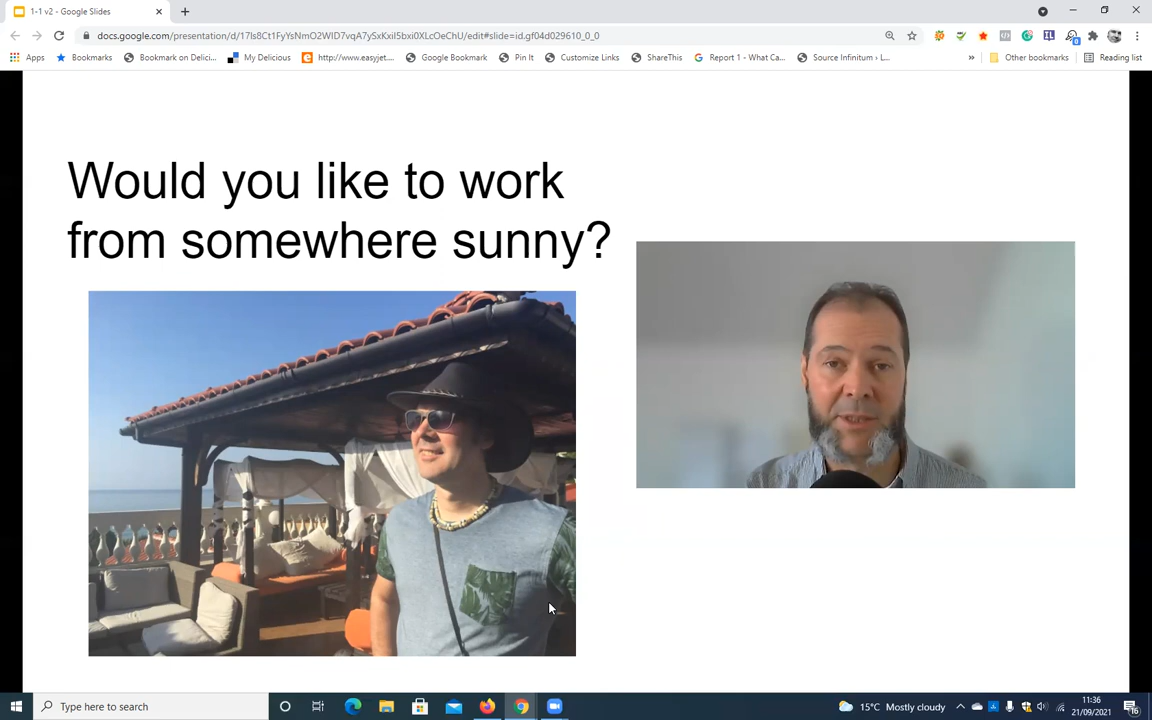 1-1 v2 - Google Slides
docs.google.com/presentation/d/17ls8Ct1FyYsNmO2WlD7vqA7ySxKxiI5bxi0XLcOeChU/edit#slide=id.gf04d029610_0_0
Apps Bookmarks Bookmark on Delici... My Delicious http://www.easyjet.... Google Bookmark Pin It Customize Links ShareThis Report 1 - What Ca... Source Infinitum › L... » Other bookmarks Reading list
Would you like to work
from somewhere sunny?
Type here to search
15°C Mostly cloudy
11:36
21/09/2021
16